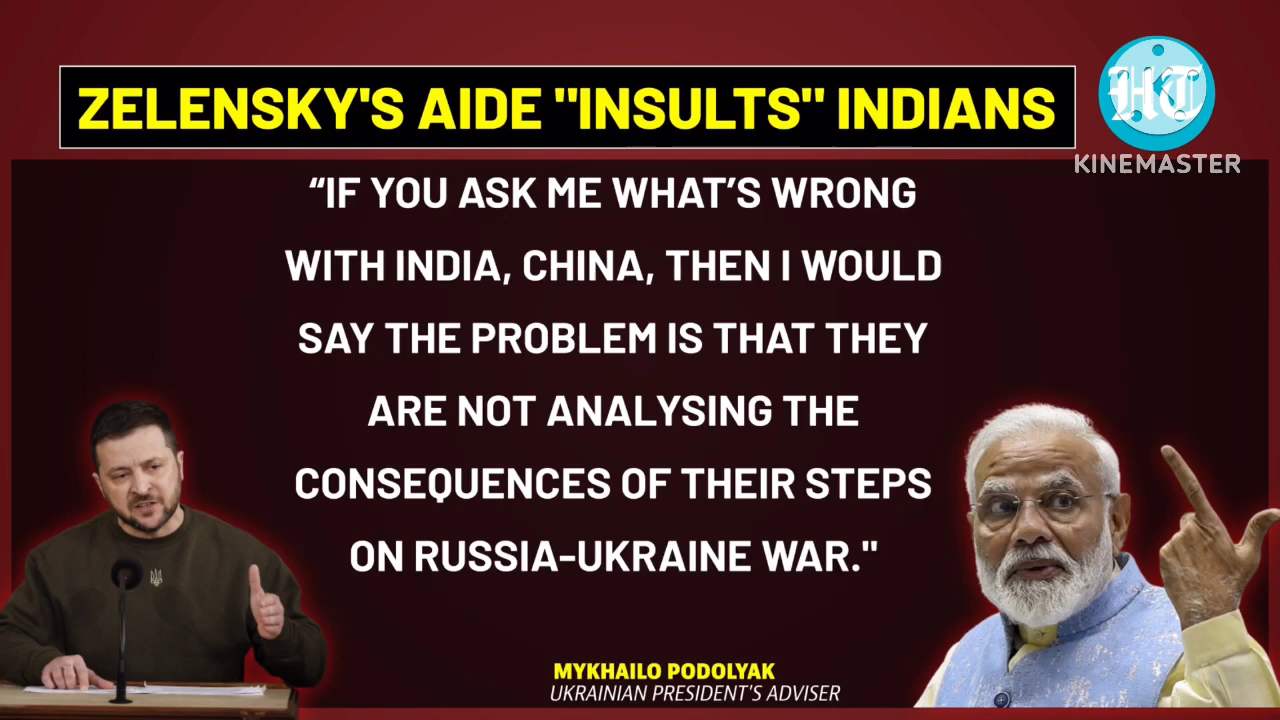 ZELENSKY'S AIDE "INSULTS" INDIANS
HT
KINEMASTER
“IF YOU ASK ME WHAT’S WRONG
WITH INDIA, CHINA, THEN I WOULD
SAY THE PROBLEM IS THAT THEY
ARE NOT ANALYSING THE
CONSEQUENCES OF THEIR STEPS
ON RUSSIA-UKRAINE WAR."
MYKHAILO PODOLYAK
UKRAINIAN PRESIDENT'S ADVISER